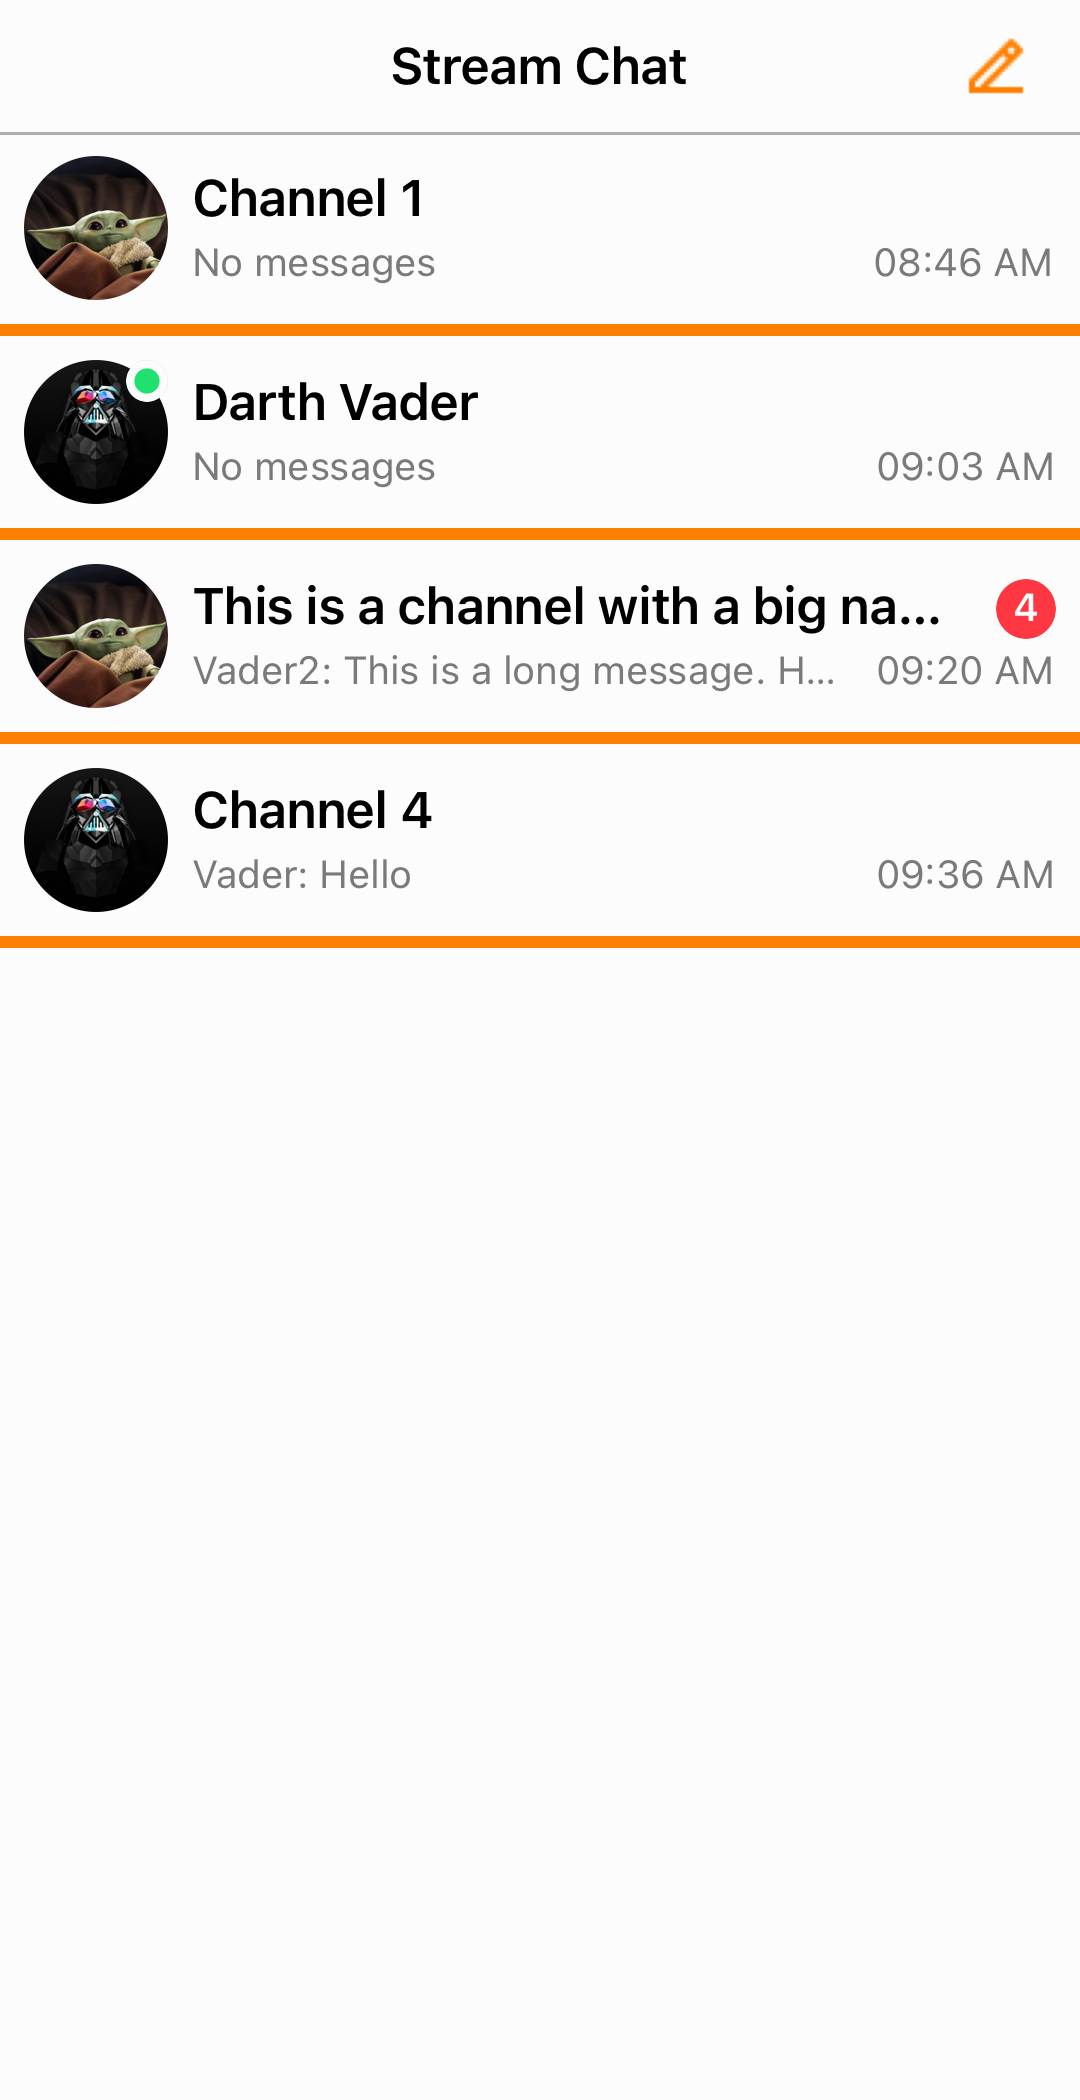 Stream Chat
Channel 1
No messages 08:46 AM
Darth Vader
No messages 09:03 AM
This is a channel with a big na... 4
Vader2: This is a long message. H... 09:20 AM
Channel 4
Vader: Hello 09:36 AM